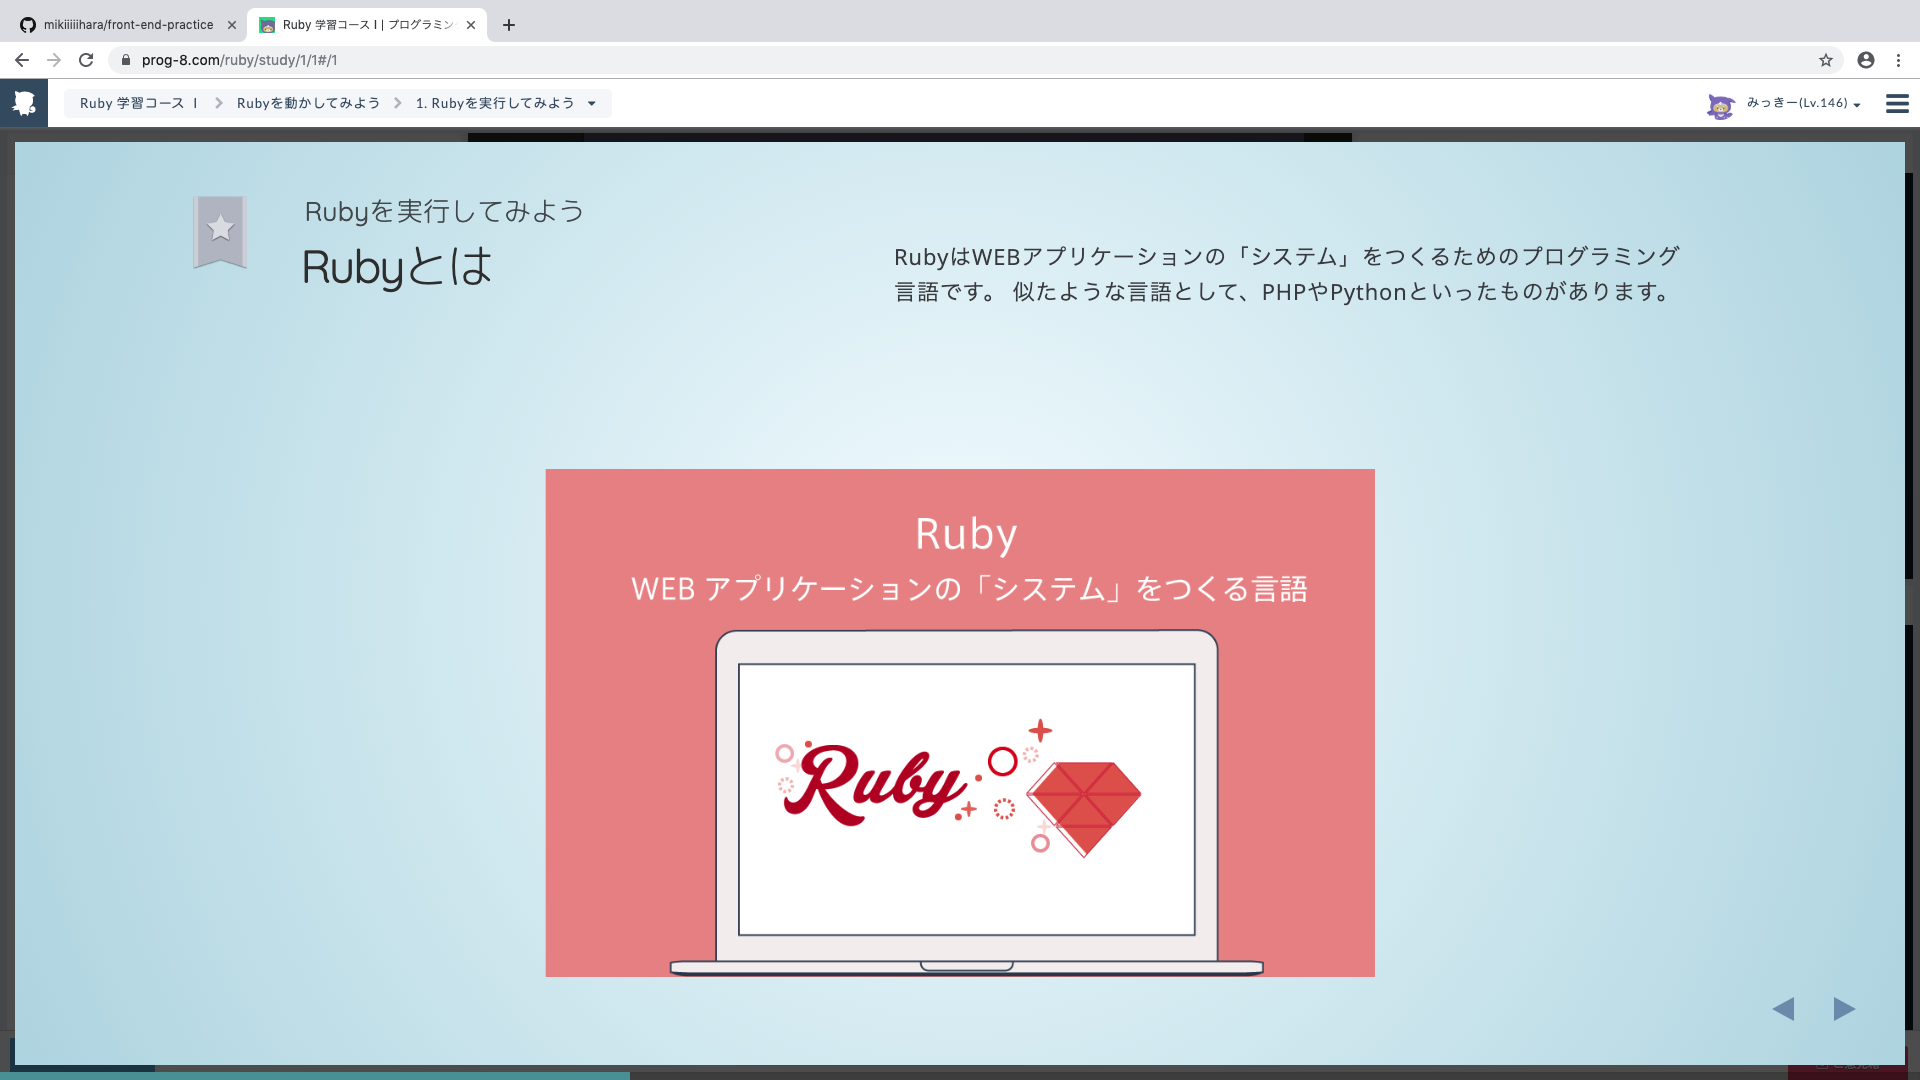 mikiiiiihara/front-end-practice
Ruby 学習コース I | プログラミン
prog-8.com/ruby/study/1/1#/1
Ruby 学習コース I
Rubyを動かしてみよう
1. Rubyを実行してみよう
みっきー(Lv.146)
Rubyを実行してみよう
Rubyとは
RubyはWEBアプリケーションの「システム」をつくるためのプログラミング
言語です。 似たような言語として、PHPやPythonといったものがあります。
Ruby
WEB アプリケーションの「システム」をつくる言語
Ruby